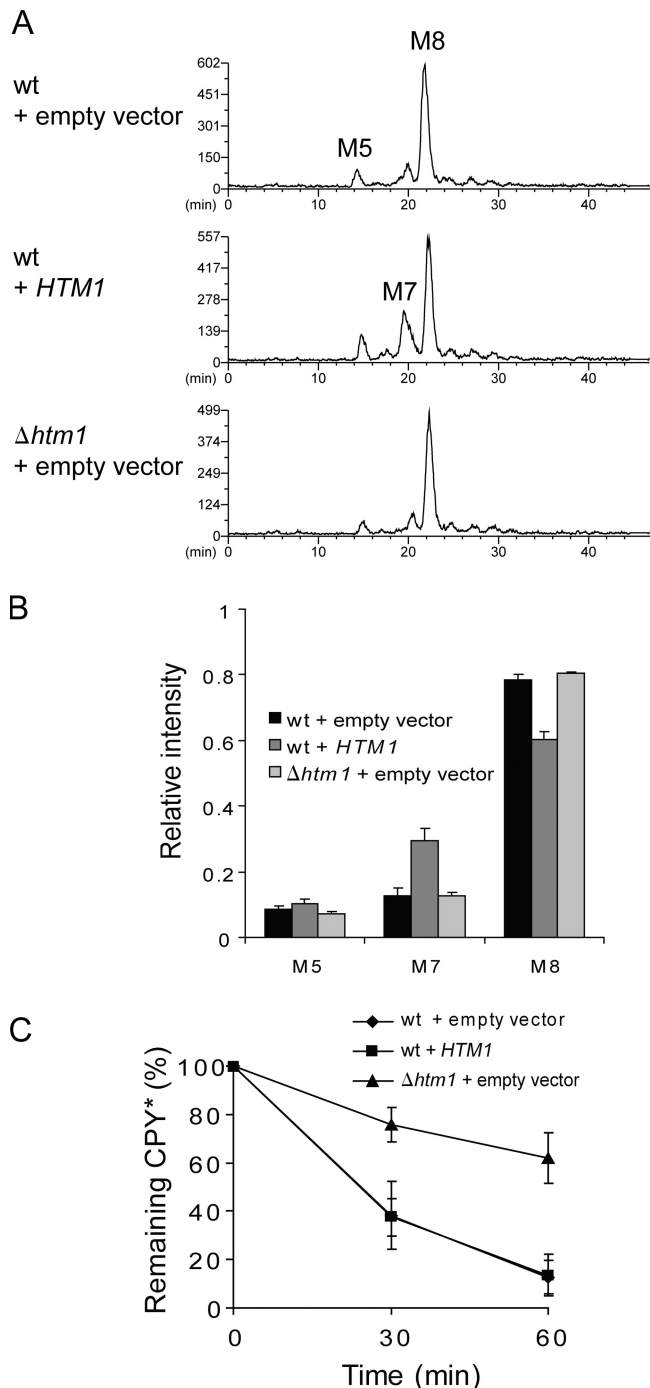 A
wt
+ empty vector
M5
M8
602
451
301
150
0
(min)
0 10 20 30 40
wt
+ HTM1
M7
557
417
278
139
0
(min)
0 10 20 30 40
Δhtm1
+ empty vector
499
374
249
124
0
(min)
0 10 20 30 40
B
Relative intensity
1
0.8
0.6
0.4
0.2
0
wt + empty vector
wt + HTM1
Δhtm1 + empty vector
M5 M7 M8
C
wt + empty vector
wt + HTM1
Δhtm1 + empty vector
Remaining CPY* (%)
100
80
60
40
20
0
0 30 60
Time (min)